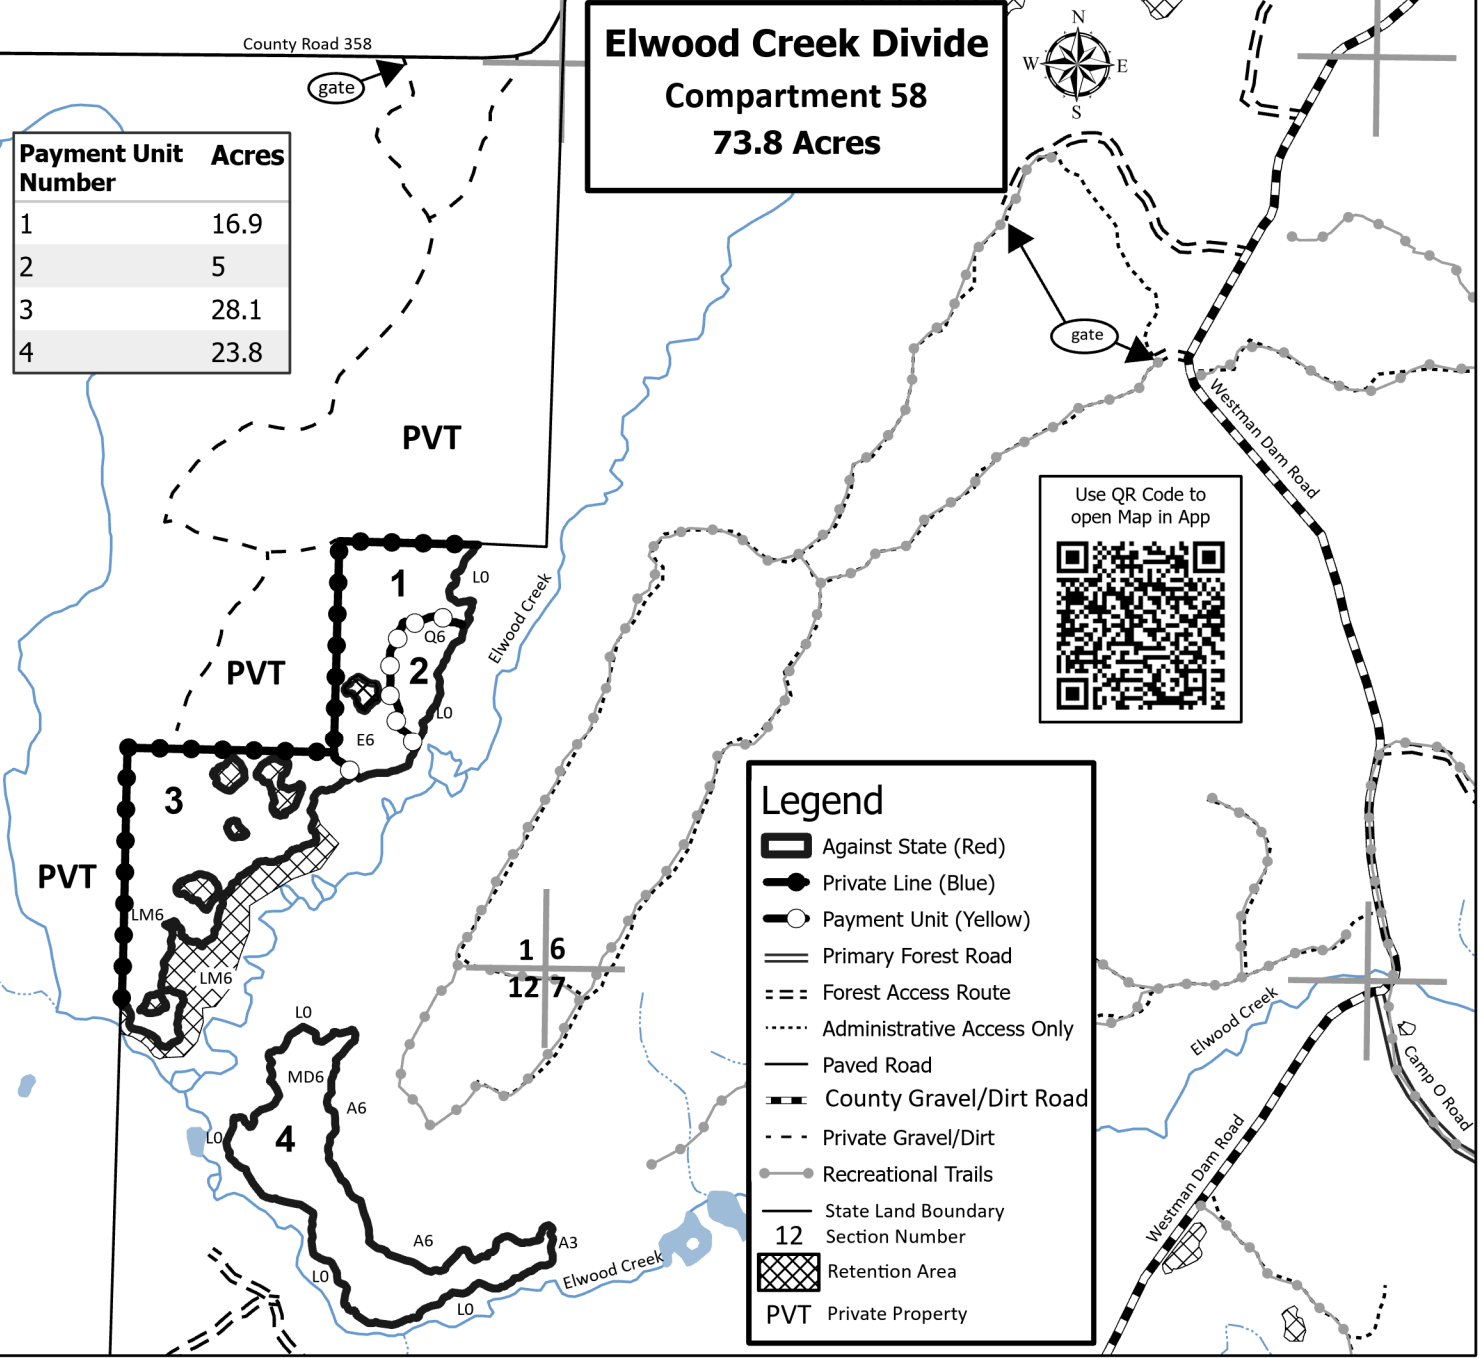 County Road 358
gate
Elwood Creek Divide
Compartment 58
73.8 Acres
N
W
E
S
Payment Unit Number
Acres
1
16.9
2
5
3
28.1
4
23.8
gate
PVT
Westman Dam Road
Use QR Code to
open Map in App
1
L0
Elwood Creek
Q6
2
PVT
L0
E6
3
PVT
LM6
LM6
1 6
12 7
L0
MD6
A6
L0
4
A6
A3
L0
L0
Elwood Creek
Legend
Against State (Red)
Private Line (Blue)
Payment Unit (Yellow)
Primary Forest Road
Forest Access Route
Administrative Access Only
Paved Road
County Gravel/Dirt Road
Private Gravel/Dirt
Recreational Trails
State Land Boundary
12 Section Number
Retention Area
PVT Private Property
Elwood Creek
Camp O Road
Westman Dam Road